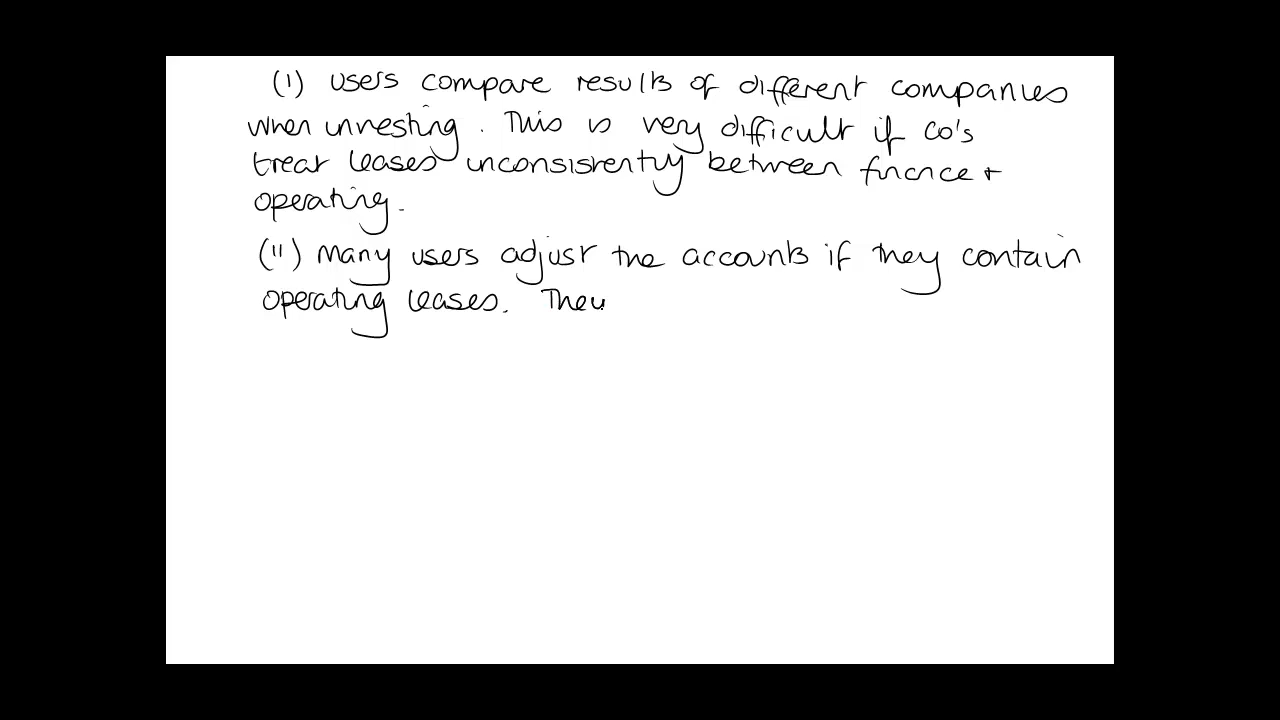 (i) users compare results of different companies
when investing. This is very difficult if co's
treat leases inconsistently between finance +
operating.
(ii) Many users adjust the accounts if they contain
operating leases. They